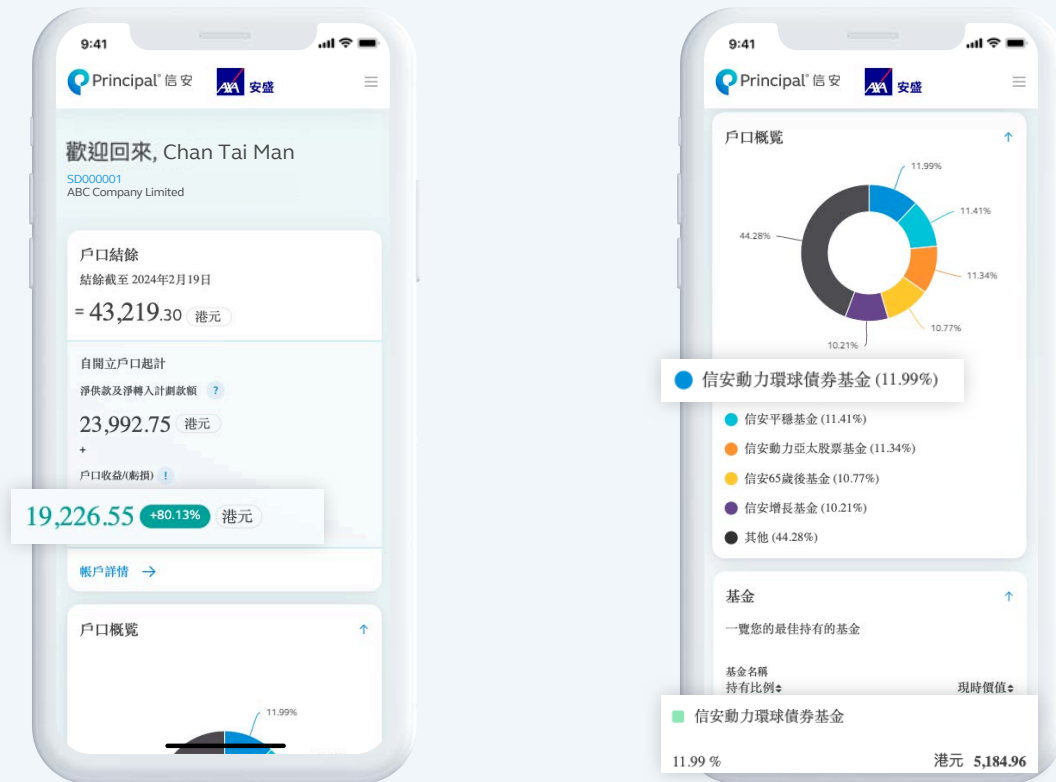 9:41
Principal® 信安 AXA 安盛
歡迎回來, Chan Tai Man
SD000001
ABC Company Limited
戶口結餘
結餘截至 2024年2月19日
= 43,219.30 港元
自開立戶口起計
淨供款及淨轉入計劃款額 ?
23,992.75 港元
+
戶口收益/(虧損) !
19,226.55 +80.13% 港元
帳戶詳情 →
戶口概覧 ↑
11.99%
9:41
Principal® 信安 AXA 安盛
戶口概覧 ↑
11.99%
11.41%
44.28%
11.34%
10.77%
10.21%
信安動力環球債券基金 (11.99%)
信安平穩基金 (11.41%)
信安動力亞太股票基金 (11.34%)
信安65歲後基金 (10.77%)
信安增長基金 (10.21%)
其他 (44.28%)
基金 ↑
一覽您的最佳持有的基金
基金名稱
持有比例 現時價值
信安動力環球債券基金
11.99 % 港元 5,184.96